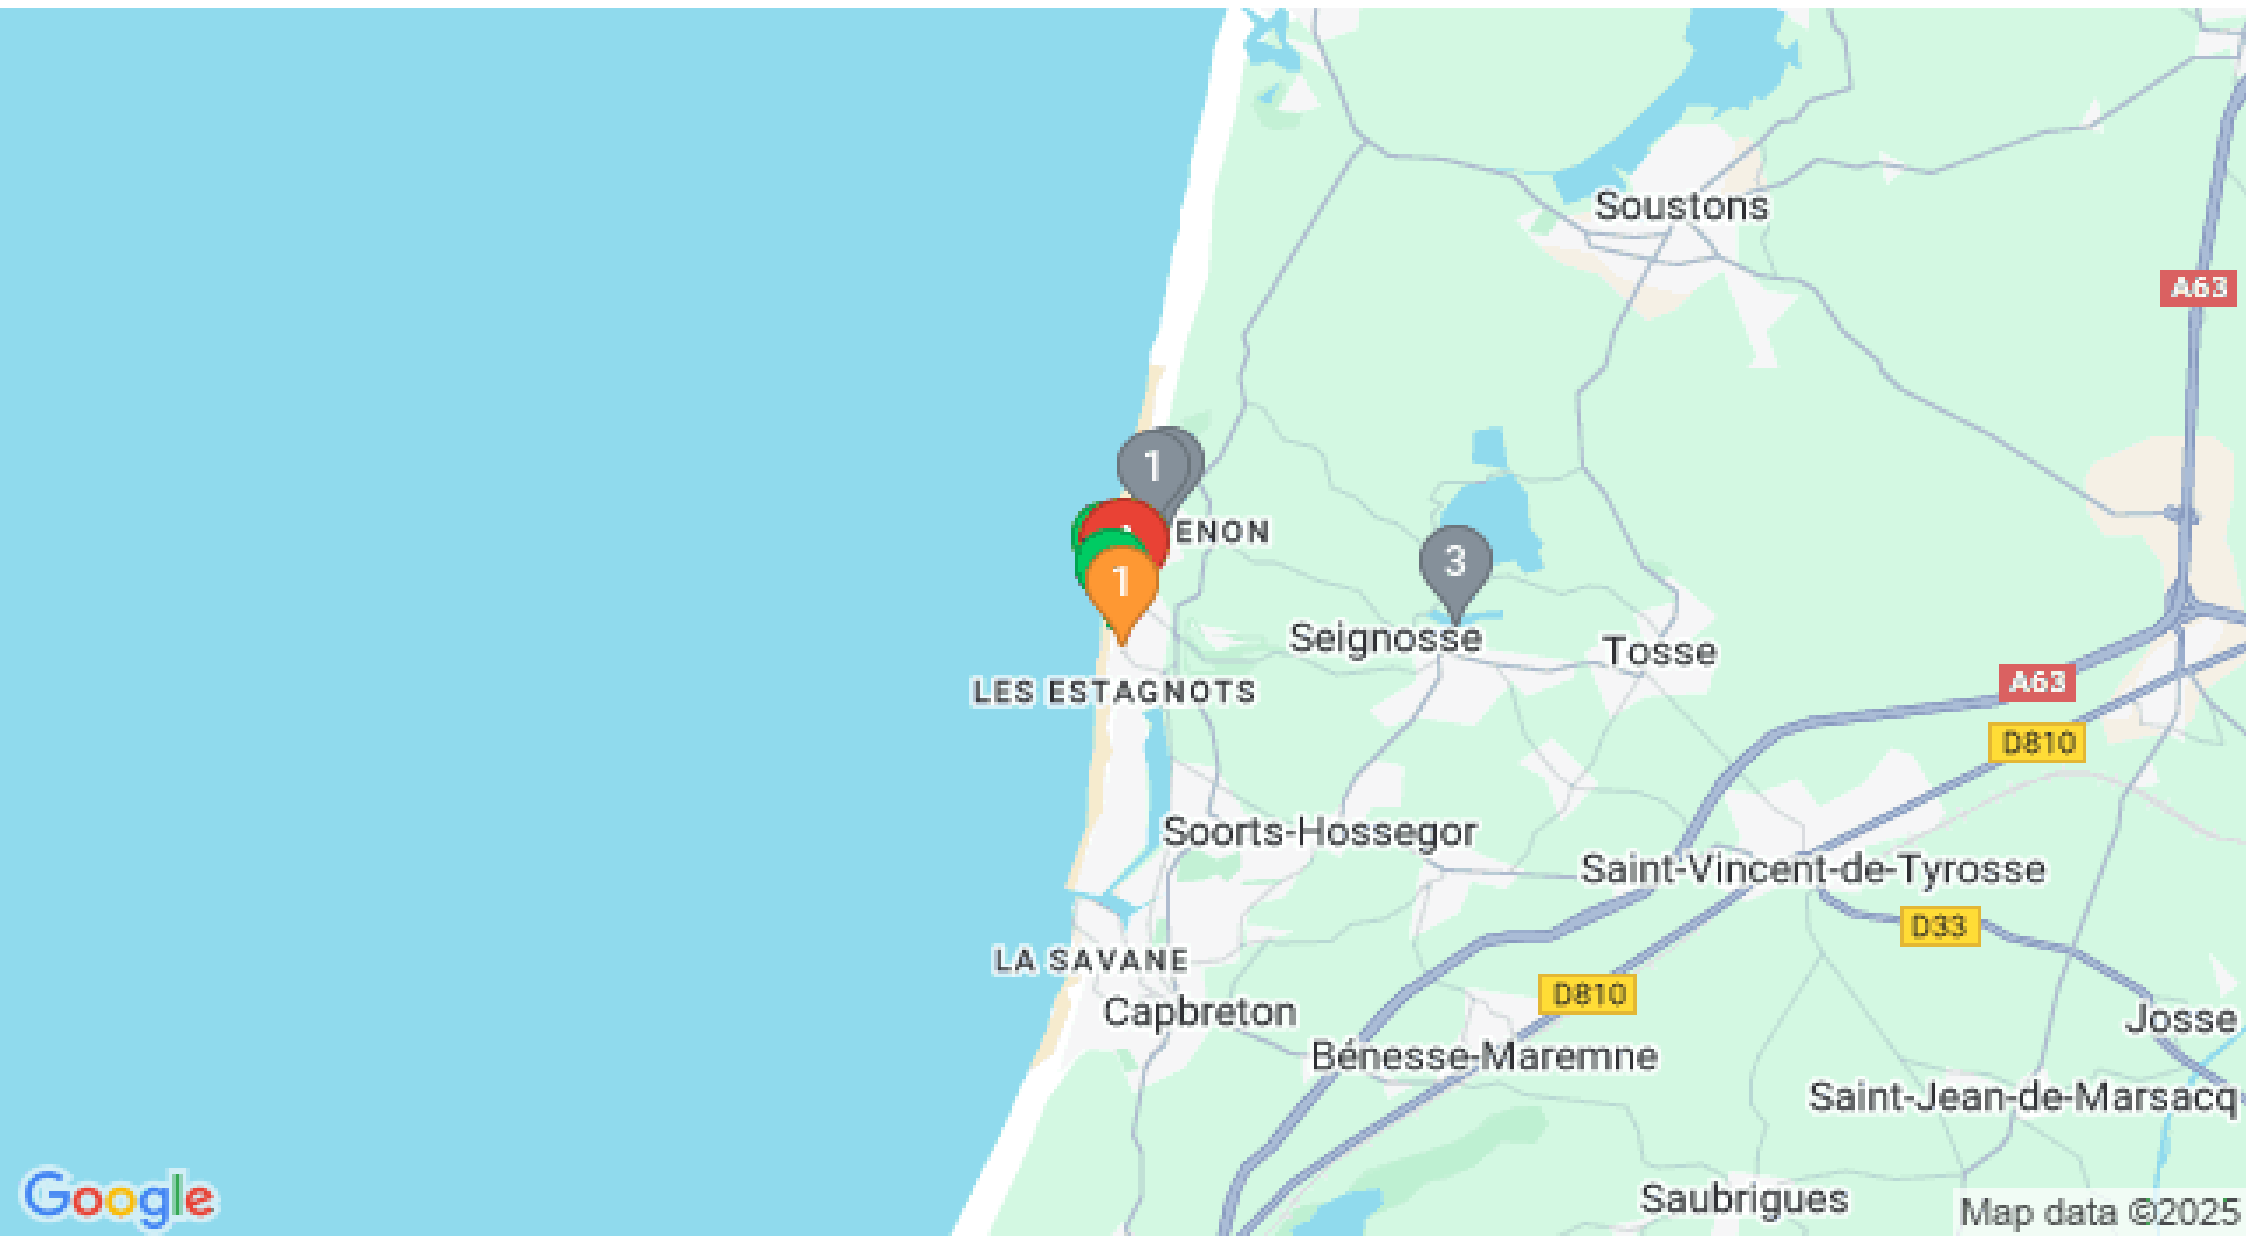 Soustons
A63
1
ENON
3
1
Seignosse
Tosse
A63
LES ESTAGNOTS
D810
Soorts-Hossegor
Saint-Vincent-de-Tyrosse
D33
LA SAVANE
D810
Capbreton
Josse
Bénesse-Maremne
Saint-Jean-de-Marsacq
Saubrigues
Google
Map data ©2025